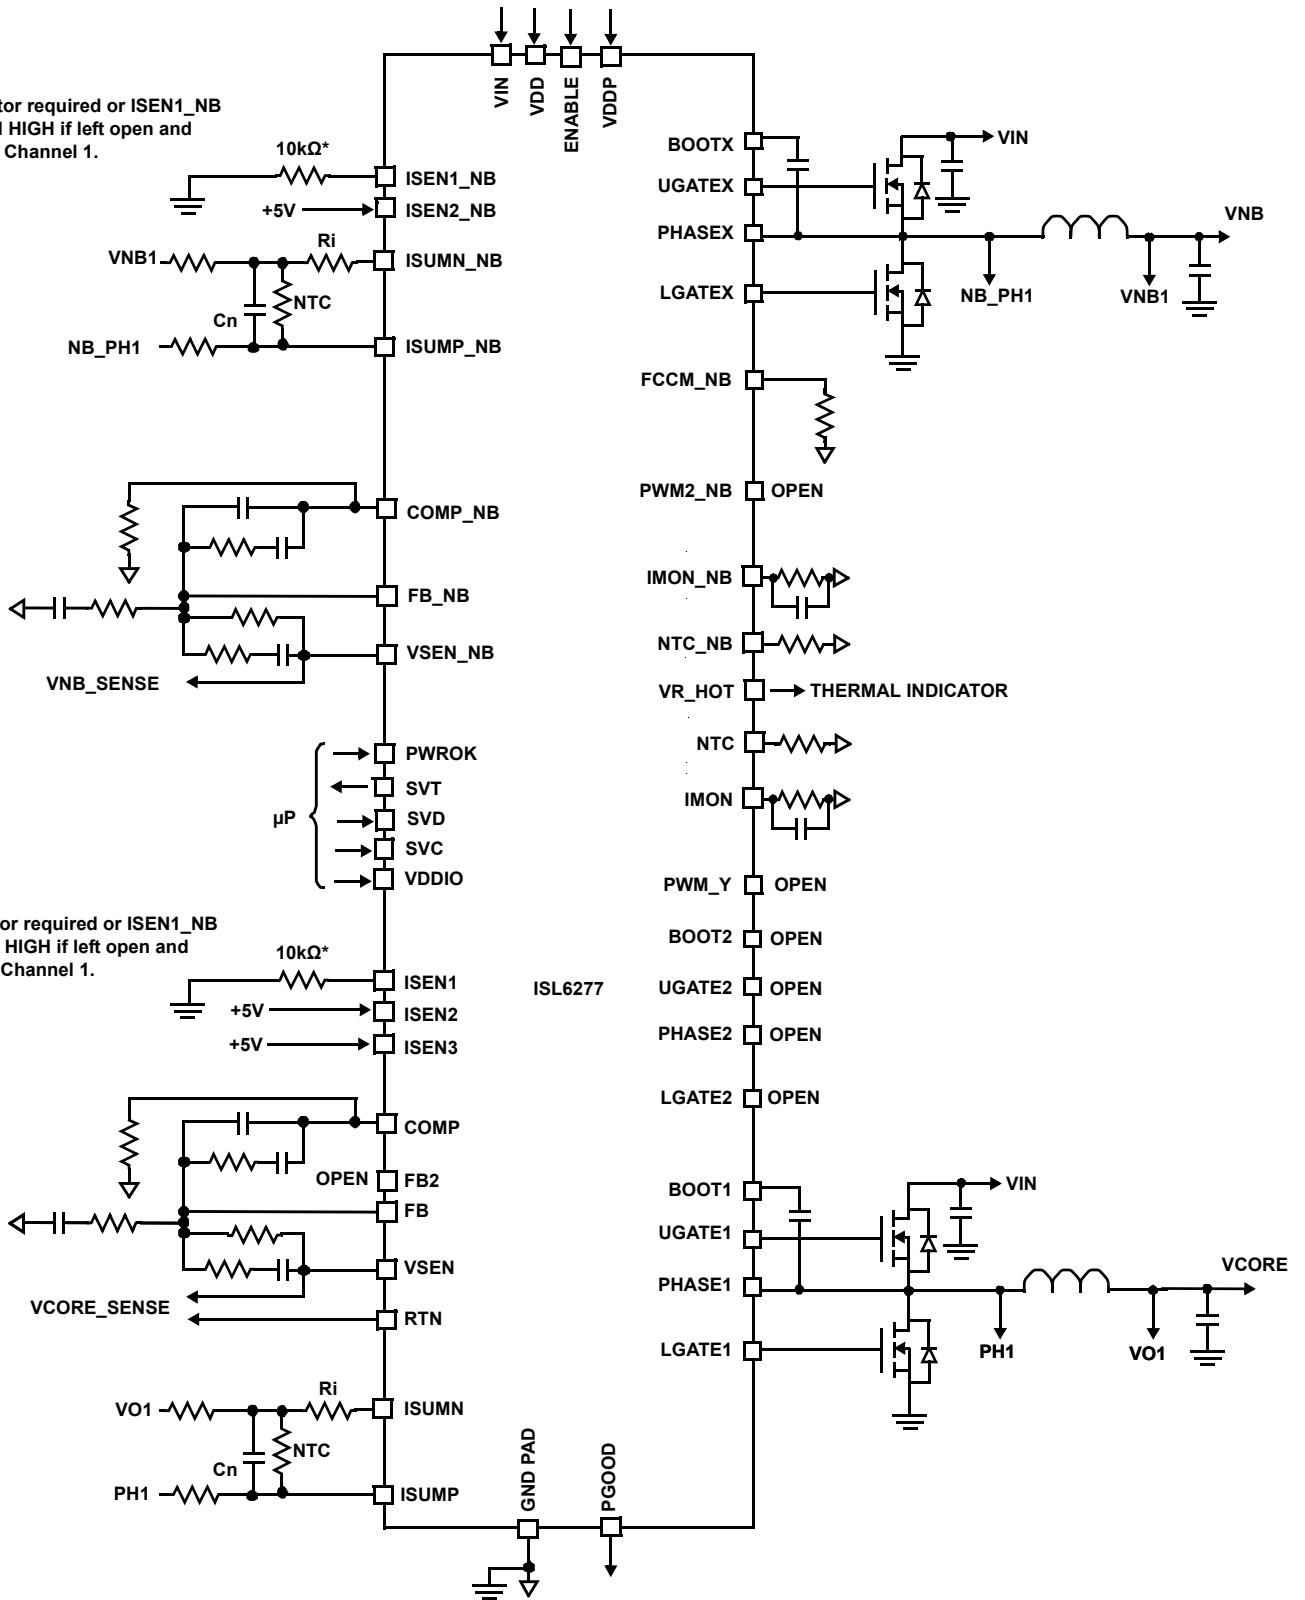 VIN
VDD
ENABLE
VDDP
required or ISEN1_NB
HIGH if left open and
Channel 1.
10kΩ*
ISEN1_NB
+5V
ISEN2_NB
VNB1
Ri
ISUMN_NB
Cn
NTC
NB_PH1
ISUMP_NB
COMP_NB
FB_NB
VSEN_NB
VNB_SENSE
µP
PWROK
SVT
SVD
SVC
VDDIO
required or ISEN1_NB
HIGH if left open and
Channel 1.
10kΩ*
ISEN1
+5V
ISEN2
+5V
ISEN3
COMP
OPEN
FB2
FB
VSEN
VCORE_SENSE
RTN
VO1
Ri
ISUMN
Cn
NTC
PH1
ISUMP
ISL6277
GND PAD
PGOOD
BOOTX
VIN
UGATEX
PHASEX
VNB
LGATEX
NB_PH1
VNB1
FCCM_NB
PWM2_NB
OPEN
IMON_NB
NTC_NB
VR_HOT
THERMAL INDICATOR
NTC
IMON
PWM_Y
OPEN
BOOT2
OPEN
UGATE2
OPEN
PHASE2
OPEN
LGATE2
OPEN
BOOT1
VIN
UGATE1
PHASE1
VCORE
LGATE1
PH1
VO1